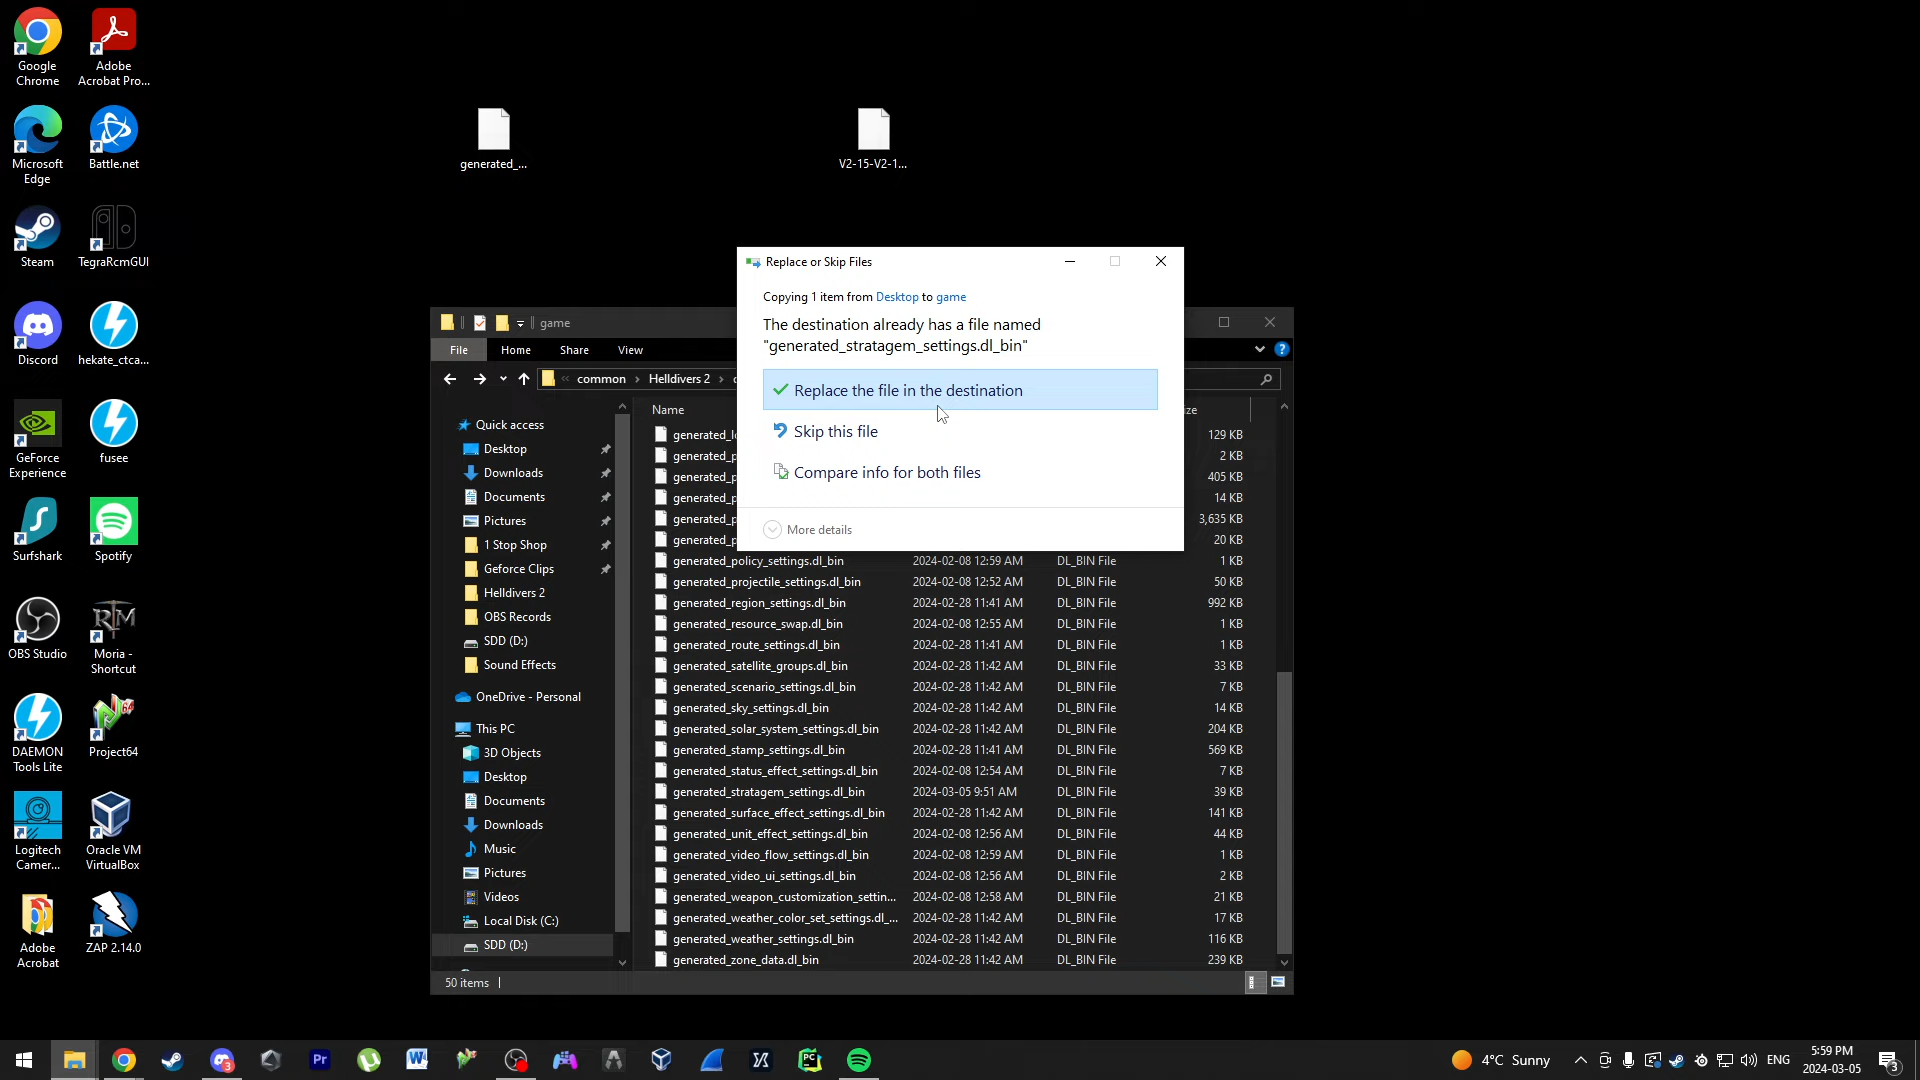 Google
Chrome
Adobe
Acrobat Pro...
Microsoft
Edge
Battle.net
Steam
TegraRcmGUI
Discord
hekate_ctca...
GeForce
Experience
fusee
Surfshark
Spotify
OBS Studio
Moria -
Shortcut
DAEMON
Tools Lite
Project64
Logitech
Camer...
Oracle VM
VirtualBox
Adobe
Acrobat
ZAP 2.14.0
generated_...
V2-15-V2-1...
Replace or Skip Files
Copying 1 item from Desktop to game
The destination already has a file named
"generated_stratagem_settings.dl_bin"
Replace the file in the destination
Skip this file
Compare info for both files
More details
game
File Home Share View
common > Helldivers 2 >
Quick access
Desktop
Downloads
Documents
Pictures
1 Stop Shop
Geforce Clips
Helldivers 2
OBS Records
SDD (D:)
Sound Effects
OneDrive - Personal
This PC
3D Objects
Desktop
Documents
Downloads
Music
Pictures
Videos
Local Disk (C:)
SDD (D:)
Name
129 KB
generated_p 2 KB
generated_p 405 KB
generated_p 14 KB
generated_p 3,635 KB
generated_p 20 KB
generated_policy_settings.dl_bin 2024-02-08 12:59 AM DL_BIN File 1 KB
generated_projectile_settings.dl_bin 2024-02-08 12:52 AM DL_BIN File 50 KB
generated_region_settings.dl_bin 2024-02-28 11:41 AM DL_BIN File 992 KB
generated_resource_swap.dl_bin 2024-02-08 12:55 AM DL_BIN File 1 KB
generated_route_settings.dl_bin 2024-02-28 11:41 AM DL_BIN File 1 KB
generated_satellite_groups.dl_bin 2024-02-28 11:42 AM DL_BIN File 33 KB
generated_scenario_settings.dl_bin 2024-02-28 11:42 AM DL_BIN File 7 KB
generated_sky_settings.dl_bin 2024-02-28 11:42 AM DL_BIN File 14 KB
generated_solar_system_settings.dl_bin 2024-02-28 11:42 AM DL_BIN File 204 KB
generated_stamp_settings.dl_bin 2024-02-28 11:41 AM DL_BIN File 569 KB
generated_status_effect_settings.dl_bin 2024-02-08 12:54 AM DL_BIN File 7 KB
generated_stratagem_settings.dl_bin 2024-03-05 9:51 AM DL_BIN File 39 KB
generated_surface_effect_settings.dl_bin 2024-02-28 11:42 AM DL_BIN File 141 KB
generated_unit_effect_settings.dl_bin 2024-02-08 12:56 AM DL_BIN File 44 KB
generated_video_flow_settings.dl_bin 2024-02-08 12:59 AM DL_BIN File 1 KB
generated_video_ui_settings.dl_bin 2024-02-08 12:56 AM DL_BIN File 2 KB
generated_weapon_customization_settin... 2024-02-08 12:58 AM DL_BIN File 21 KB
generated_weather_color_set_settings.dl_... 2024-02-28 11:42 AM DL_BIN File 17 KB
generated_weather_settings.dl_bin 2024-02-28 11:42 AM DL_BIN File 116 KB
generated_zone_data.dl_bin 2024-02-28 11:42 AM DL_BIN File 239 KB
50 items
4°C Sunny
ENG
5:59 PM
2024-03-05
3